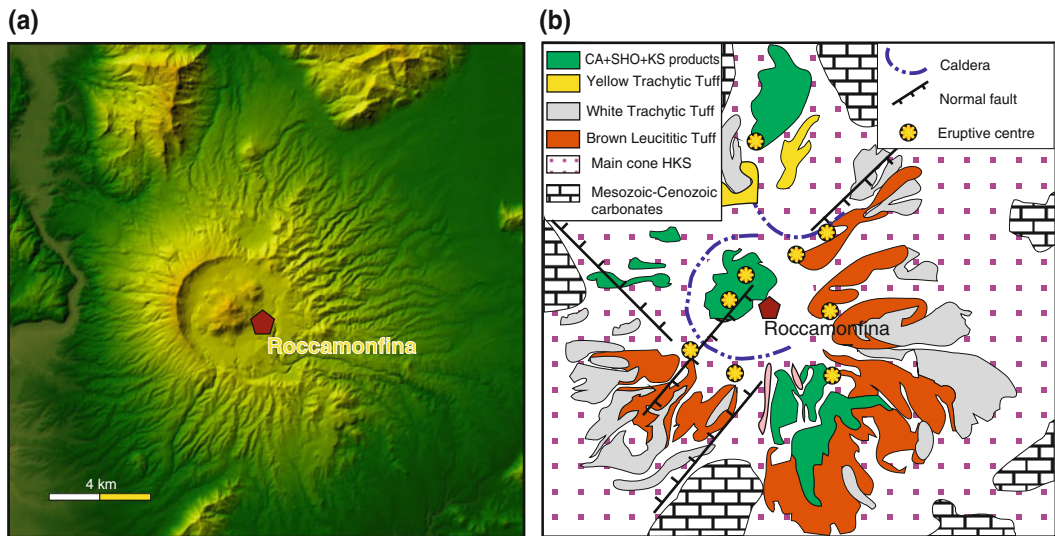 (a)
Roccamonfina
4 km
(b)
CA+SHO+KS products
Yellow Trachytic Tuff
White Trachytic Tuff
Brown Leucititic Tuff
Main cone HKS
Mesozoic-Cenozoic
carbonates
Caldera
Normal fault
Eruptive centre
Roccamonfina